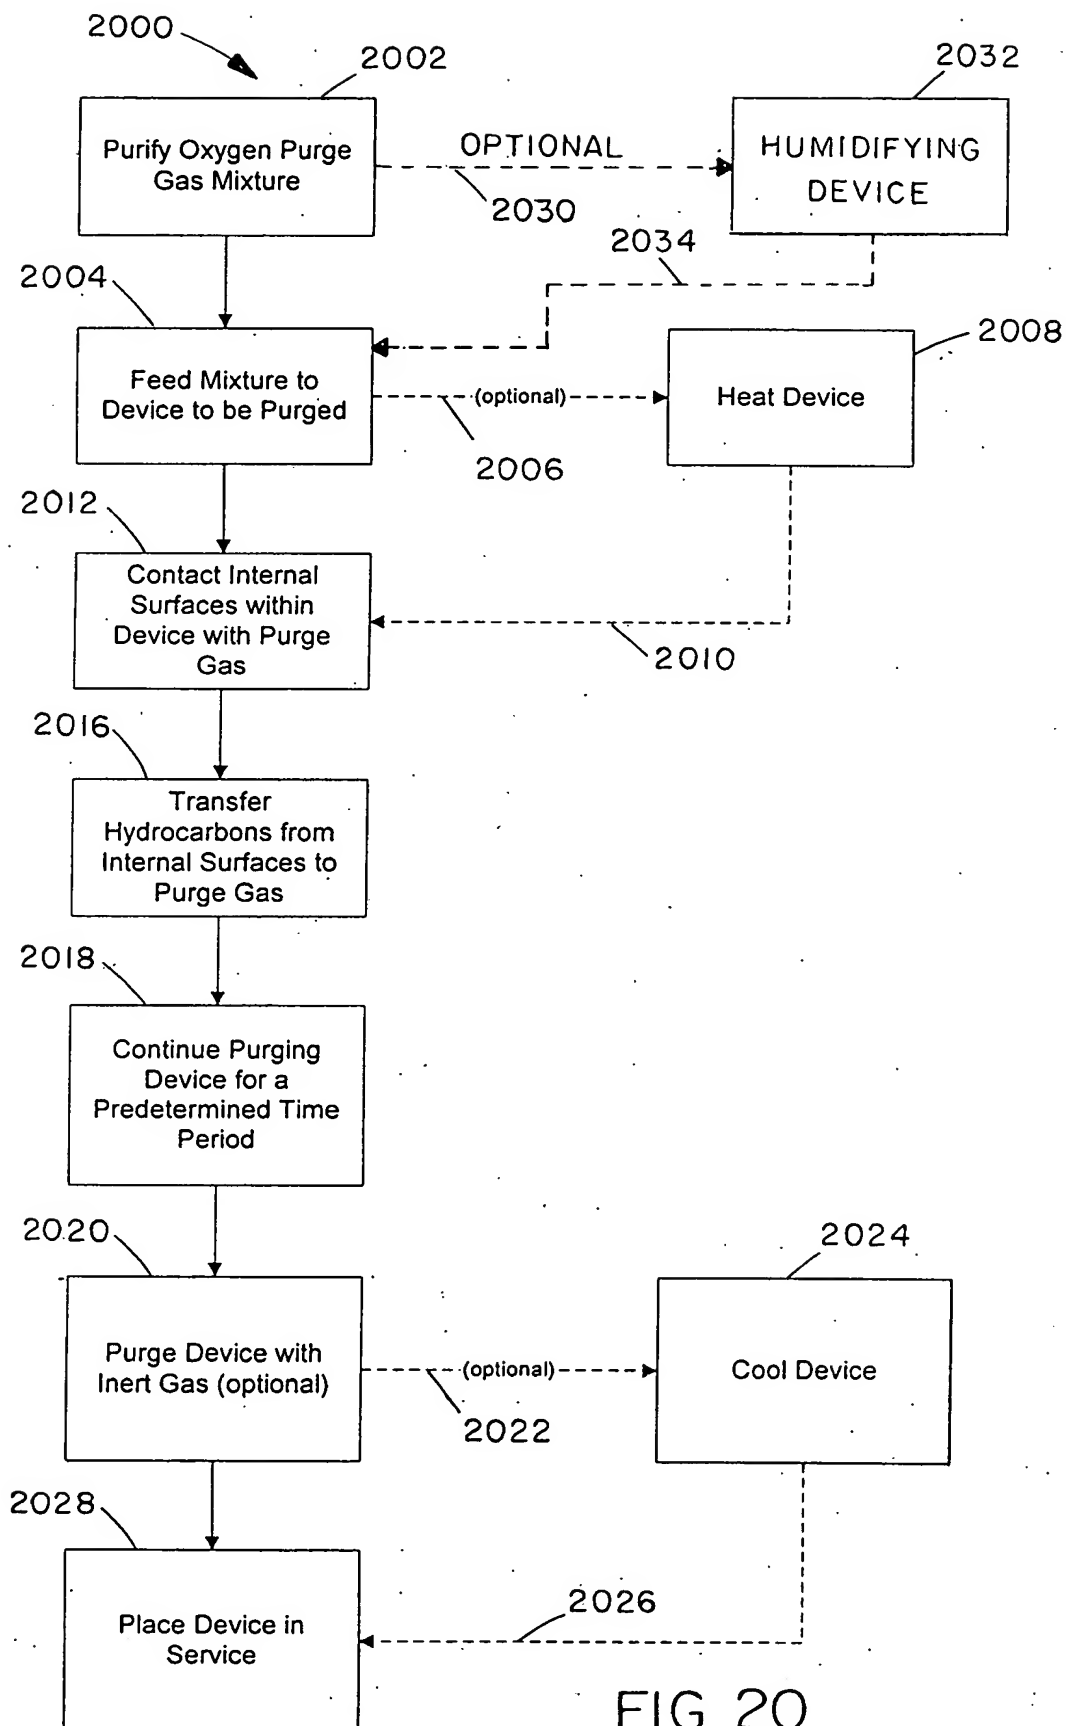 2000
2002
2032
Purify Oxygen Purge
Gas Mixture
OPTIONAL
HUMIDIFYING
DEVICE
2030
2034
2004
2008
Feed Mixture to
Device to be Purged
(optional)
Heat Device
2006
2012
Contact Internal
Surfaces within
Device with Purge
Gas
2010
2016
Transfer
Hydrocarbons from
Internal Surfaces to
Purge Gas
2018
Continue Purging
Device for a
Predetermined Time
Period
2020
2024
Purge Device with
Inert Gas (optional)
(optional)
Cool Device
2022
2028
2026
Place Device in
Service
FIG 20